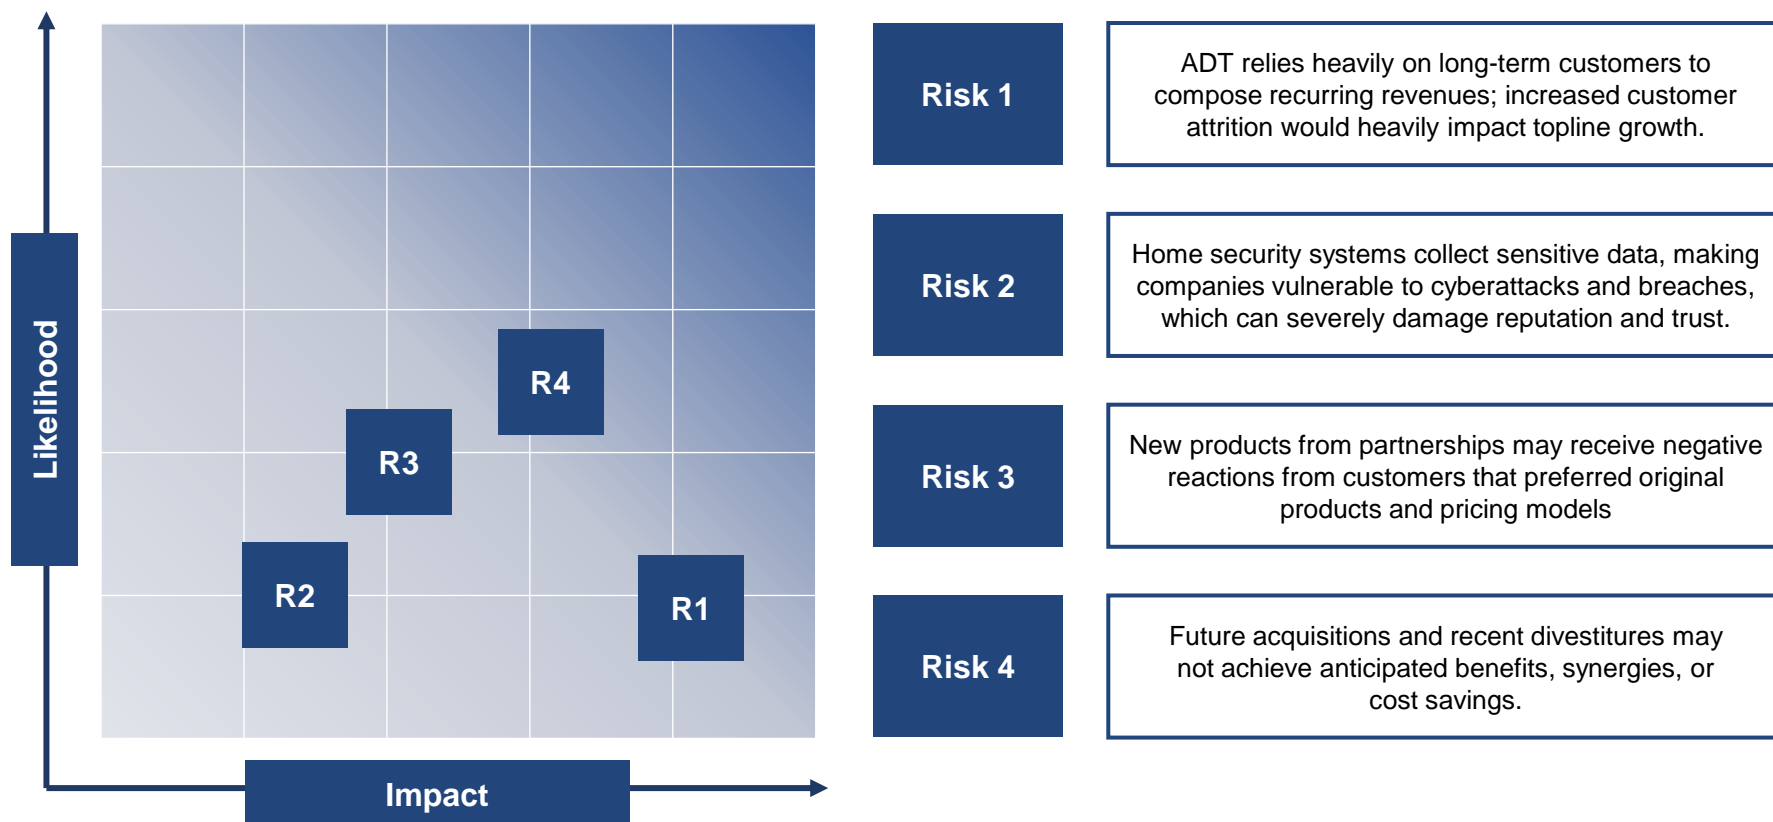 Likelihood
R4
R3
R2
R1
Impact
Risk 1
ADT relies heavily on long-term customers to
compose recurring revenues; increased customer
attrition would heavily impact topline growth.
Risk 2
Home security systems collect sensitive data, making
companies vulnerable to cyberattacks and breaches,
which can severely damage reputation and trust.
Risk 3
New products from partnerships may receive negative
reactions from customers that preferred original
products and pricing models
Risk 4
Future acquisitions and recent divestitures may
not achieve anticipated benefits, synergies, or
cost savings.